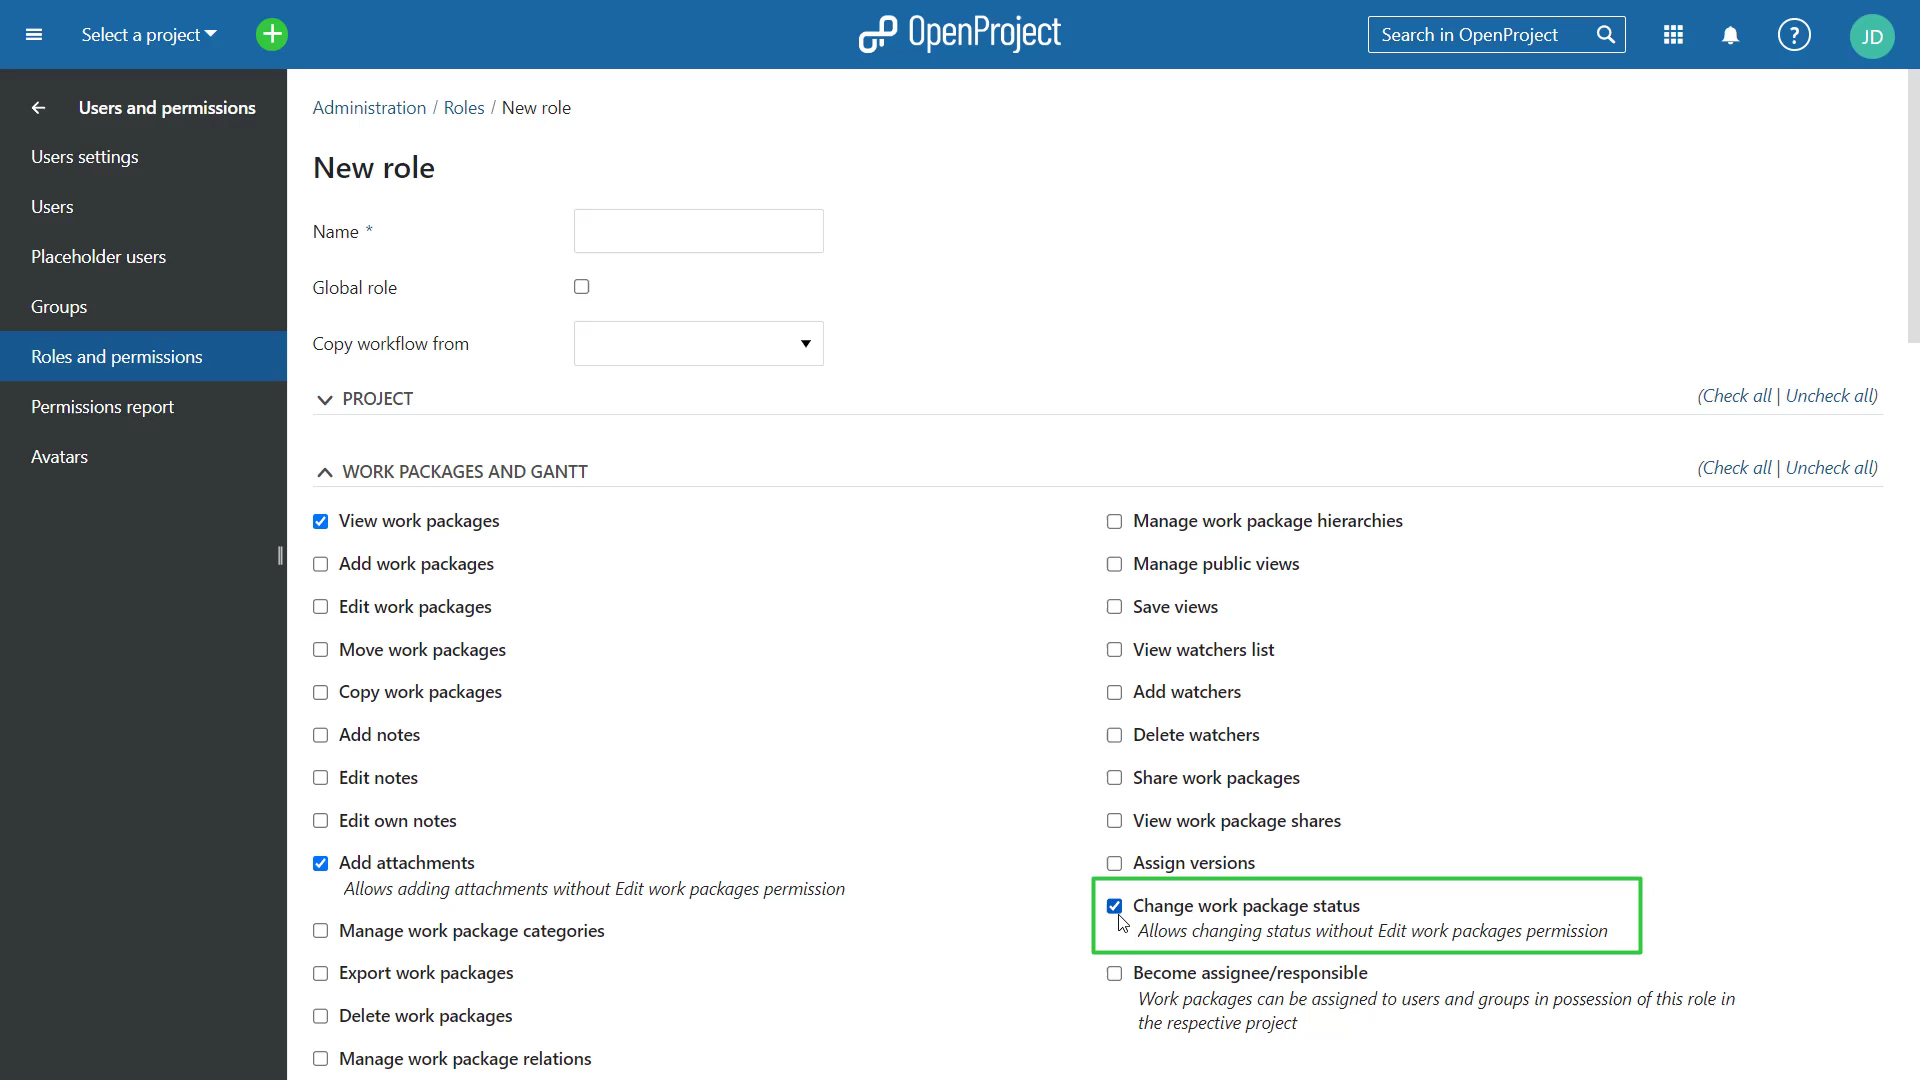 Select a project
OpenProject
Search in OpenProject
?
JD
Users and permissions
Users settings
Users
Placeholder users
Groups
Roles and permissions
Permissions report
Avatars
Administration / Roles / New role
New role
Name *
Global role
Copy workflow from
PROJECT
(Check all | Uncheck all)
WORK PACKAGES AND GANTT
(Check all | Uncheck all)
View work packages
Add work packages
Edit work packages
Move work packages
Copy work packages
Add notes
Edit notes
Edit own notes
Add attachments
Allows adding attachments without Edit work packages permission
Manage work package categories
Export work packages
Delete work packages
Manage work package relations
Manage work package hierarchies
Manage public views
Save views
View watchers list
Add watchers
Delete watchers
Share work packages
View work package shares
Assign versions
Change work package status
Allows changing status without Edit work packages permission
Become assignee/responsible
Work packages can be assigned to users and groups in possession of this role in
the respective project